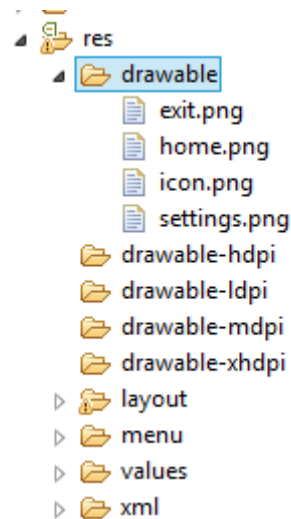 res
drawable
exit.png
home.png
icon.png
settings.png
drawable-hdpi
drawable-ldpi
drawable-mdpi
drawable-xhdpi
layout
menu
values
xml